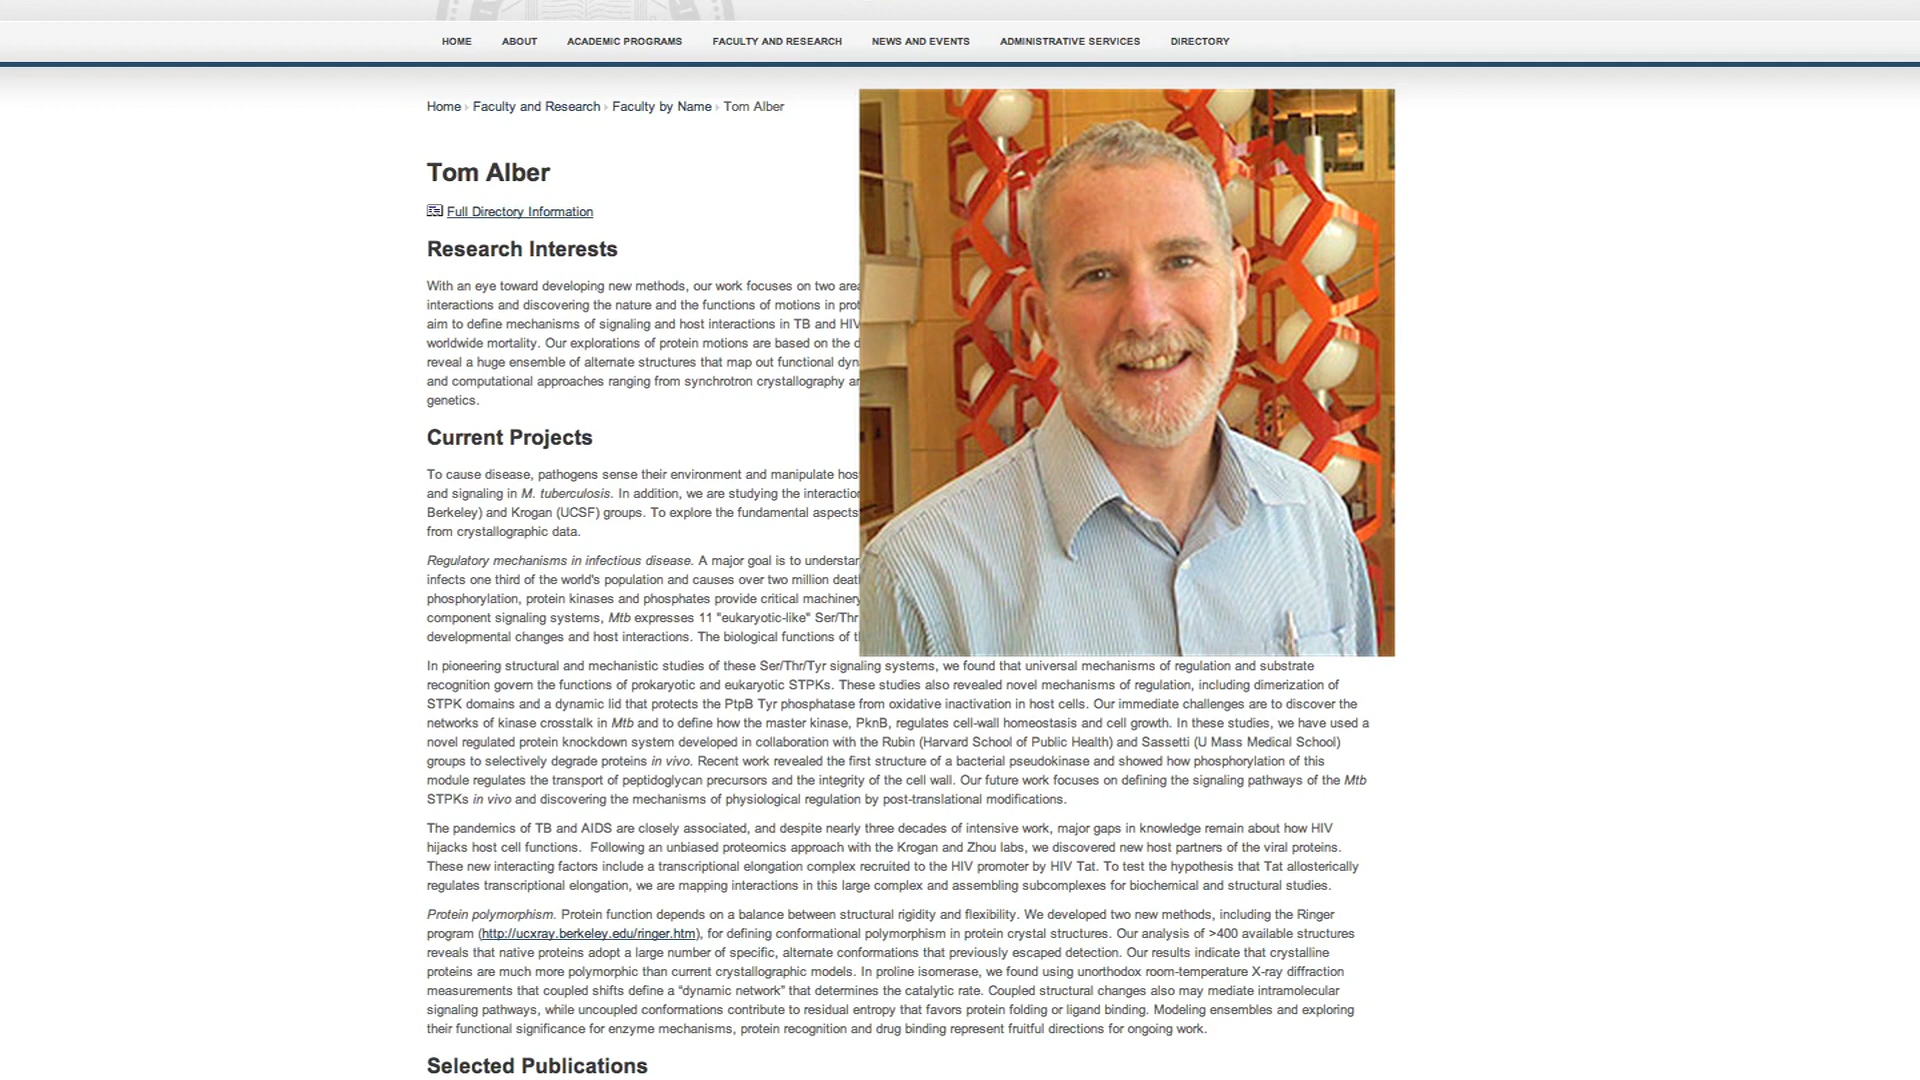 HOME ABOUT ACADEMIC PROGRAMS FACULTY AND RESEARCH NEWS AND EVENTS ADMINISTRATIVE SERVICES DIRECTORY
Home › Faculty and Research › Faculty by Name › Tom Alber
Tom Alber
Full Directory Information
Research Interests
With an eye toward developing new methods, our work focuses on two
interactions and discovering the nature and the functions of motions in
aim to define mechanisms of signaling and host interactions in TB and HIV
worldwide mortality. Our explorations of protein motions are based on the
reveal a huge ensemble of alternate structures that map out functional
and computational approaches ranging from synchrotron crystallography
genetics.
Current Projects
To cause disease, pathogens sense their environment and manipulate
and signaling in M. tuberculosis. In addition, we are studying the
Berkeley) and Krogan (UCSF) groups. To explore the fundamental aspects
from crystallographic data.
Regulatory mechanisms in infectious disease. A major goal is to
infects one third of the world's population and causes over two million
phosphorylation, protein kinases and phosphates provide critical machinery
component signaling systems, Mtb expresses 11 "eukaryotic-like" Ser/Thr
developmental changes and host interactions. The biological functions of
In pioneering structural and mechanistic studies of these Ser/Thr/Tyr signaling systems, we found that universal mechanisms of regulation and substrate
recognition govern the functions of prokaryotic and eukaryotic STPKs. These studies also revealed novel mechanisms of regulation, including dimerization of
STPK domains and a dynamic lid that protects the PtpB Tyr phosphatase from oxidative inactivation in host cells. Our immediate challenges are to discover the
networks of kinase crosstalk in Mtb and to define how the master kinase, PknB, regulates cell-wall homeostasis and cell growth. In these studies, we have used a
novel regulated protein knockdown system developed in collaboration with the Rubin (Harvard School of Public Health) and Sassetti (U Mass Medical School)
groups to selectively degrade proteins in vivo. Recent work revealed the first structure of a bacterial pseudokinase and showed how phosphorylation of this
module regulates the transport of peptidoglycan precursors and the integrity of the cell wall. Our future work focuses on defining the signaling pathways of the Mtb
STPKs in vivo and discovering the mechanisms of physiological regulation by post-translational modifications.
The pandemics of TB and AIDS are closely associated, and despite nearly three decades of intensive work, major gaps in knowledge remain about how HIV
hijacks host cell functions. Following an unbiased proteomics approach with the Krogan and Zhou labs, we discovered new host partners of the viral proteins.
These new interacting factors include a transcriptional elongation complex recruited to the HIV promoter by HIV Tat. To test the hypothesis that Tat allosterically
regulates transcriptional elongation, we are mapping interactions in this large complex and assembling subcomplexes for biochemical and structural studies.
Protein polymorphism. Protein function depends on a balance between structural rigidity and flexibility. We developed two new methods, including the Ringer
program (http://ucxray.berkeley.edu/ringer.htm), for defining conformational polymorphism in protein crystal structures. Our analysis of >400 available structures
reveals that native proteins adopt a large number of specific, alternate conformations that previously escaped detection. Our results indicate that crystalline
proteins are much more polymorphic than current crystallographic models. In proline isomerase, we found using unorthodox room-temperature X-ray diffraction
measurements that coupled shifts define a “dynamic network” that determines the catalytic rate. Coupled structural changes also may mediate intramolecular
signaling pathways, while uncoupled conformations contribute to residual entropy that favors protein folding or ligand binding. Modeling ensembles and exploring
their functional significance for enzyme mechanisms, protein recognition and drug binding represent fruitful directions for ongoing work.
Selected Publications